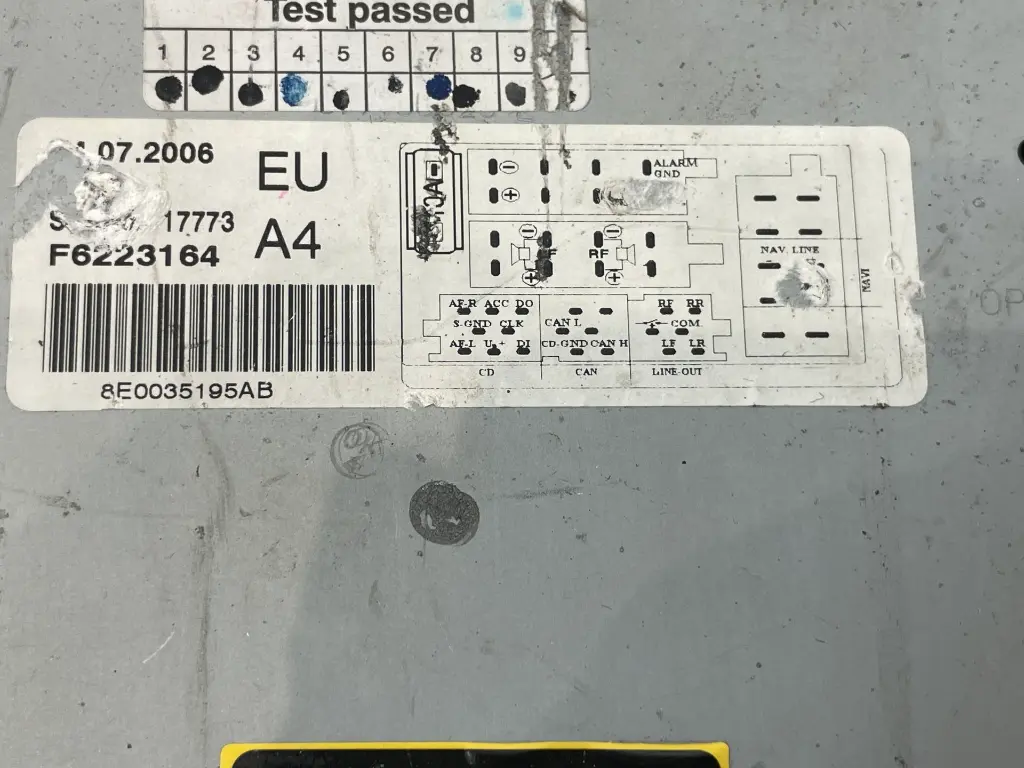 Test passed
1 2 3 4 5 6 7 8 9
.07.2006
EU
17773
F6223164
A4
8E0035195AB
ALARM
GND
RF
NAV. LINE
NAVI
AF-R ACC DO
S-GND CLK
AF-L U + DI
CD
CAN L
CD-GND CAN H
CAN
RF RR
COM.
LF LR
LINE-OUT
OP